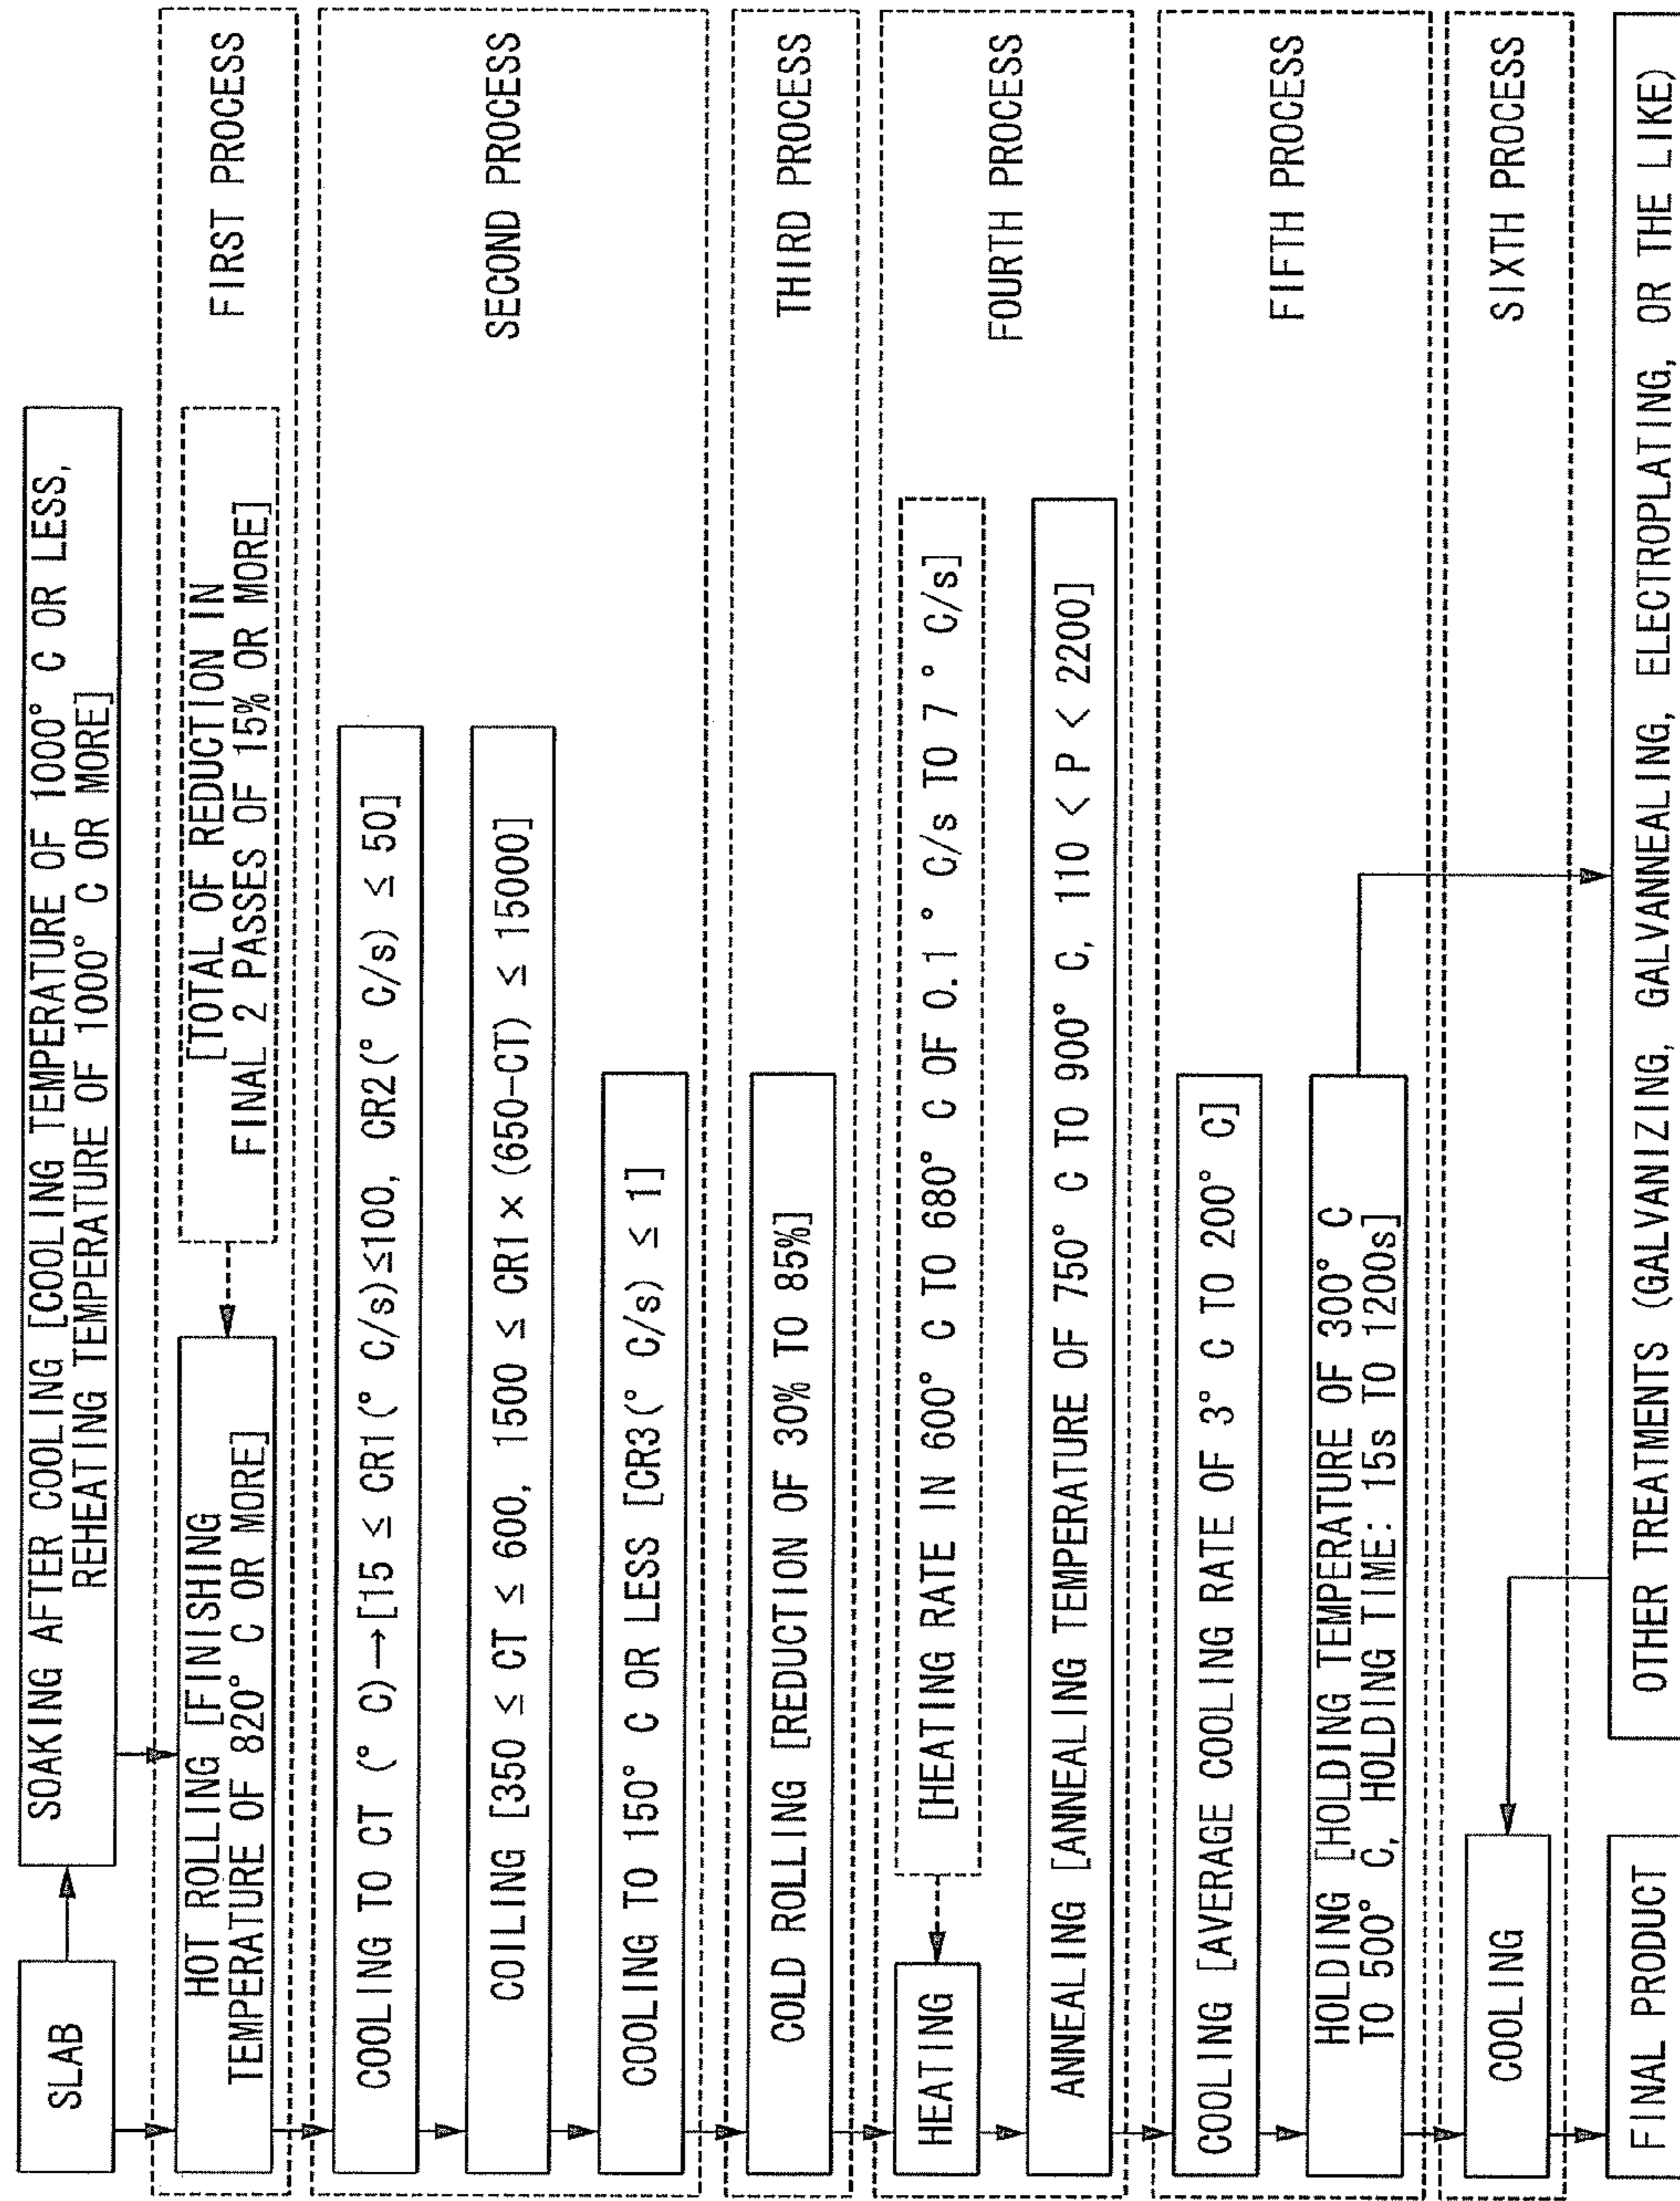 SLAB
SOAKING AFTER COOLING [COOLING TEMPERATURE OF 1000° C OR LESS,
REHEATING TEMPERATURE OF 1000° C OR MORE]
HOT ROLLING [FINISHING
TEMPERATURE OF 820° C OR MORE]
[TOTAL OF REDUCTION IN
FINAL 2 PASSES OF 15% OR MORE]
FIRST PROCESS
COOLING TO CT (° C)→[15 ≤ CR1(° C/s)≤100, CR2(° C/s) ≤ 50]
COILING [350 ≤ CT ≤ 600, 1500 ≤ CR1×(650-CT) ≤ 15000]
COOLING TO 150° C OR LESS [CR3(° C/s) ≤ 1]
SECOND PROCESS
COLD ROLLING [REDUCTION OF 30% TO 85%]
THIRD PROCESS
HEATING
[HEATING RATE IN 600° C TO 680° C OF 0.1 ° C/s TO 7 ° C/s]
ANNEALING [ANNEALING TEMPERATURE OF 750° C TO 900° C, 110 < P < 2200]
FOURTH PROCESS
COOLING [AVERAGE COOLING RATE OF 3° C TO 200° C]
HOLDING [HOLDING TEMPERATURE OF 300° C
TO 500° C, HOLDING TIME: 15s TO 1200s]
FIFTH PROCESS
COOLING
SIXTH PROCESS
FINAL PRODUCT
OTHER TREATMENTS (GALVANIZING, GALVANNEALING, ELECTROPLATING, OR THE LIKE)